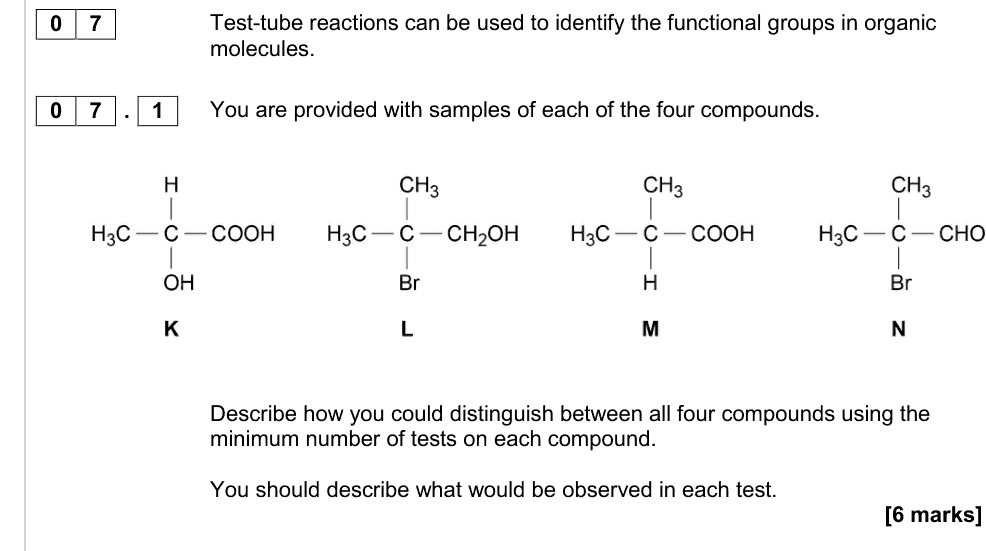 0 7 Test-tube reactions can be used to identify the functional groups in organic
molecules.
0 7 . 1 You are provided with samples of each of the four compounds.
H CH₃ CH₃ CH₃
H₃C — C — COOH H₃C — C — CH₂OH H₃C — C — COOH H₃C — C — CHO
OH Br H Br
K L M N
Describe how you could distinguish between all four compounds using the
minimum number of tests on each compound.
You should describe what would be observed in each test.
[6 marks]